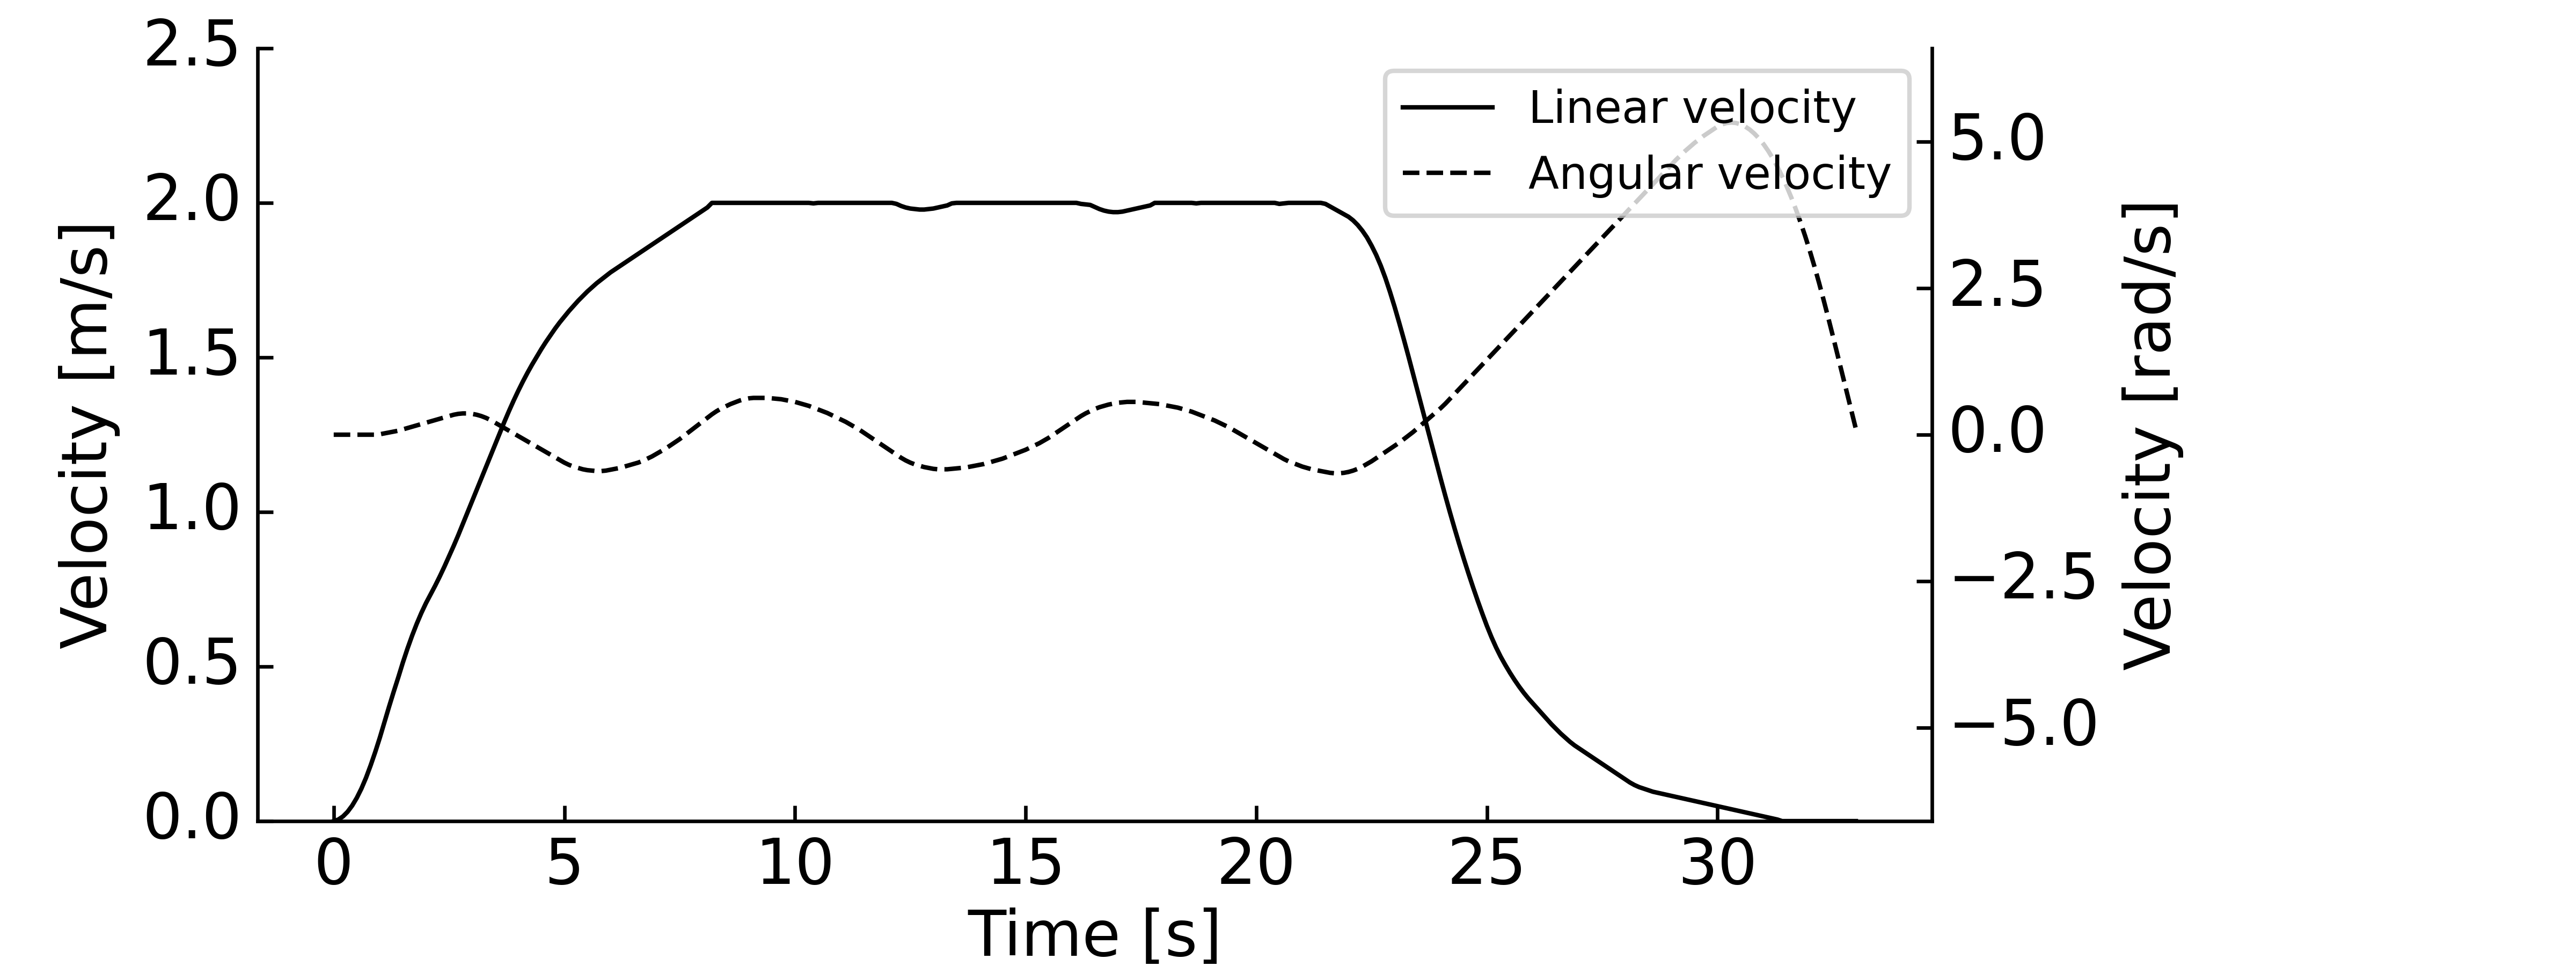 2.5
2.0
1.5
1.0
0.5
0.0
Velocity [m/s]
Linear velocity
Angular velocity
5.0
2.5
0.0
−2.5
−5.0
Velocity [rad/s]
0 5 10 15 20 25 30
Time [s]